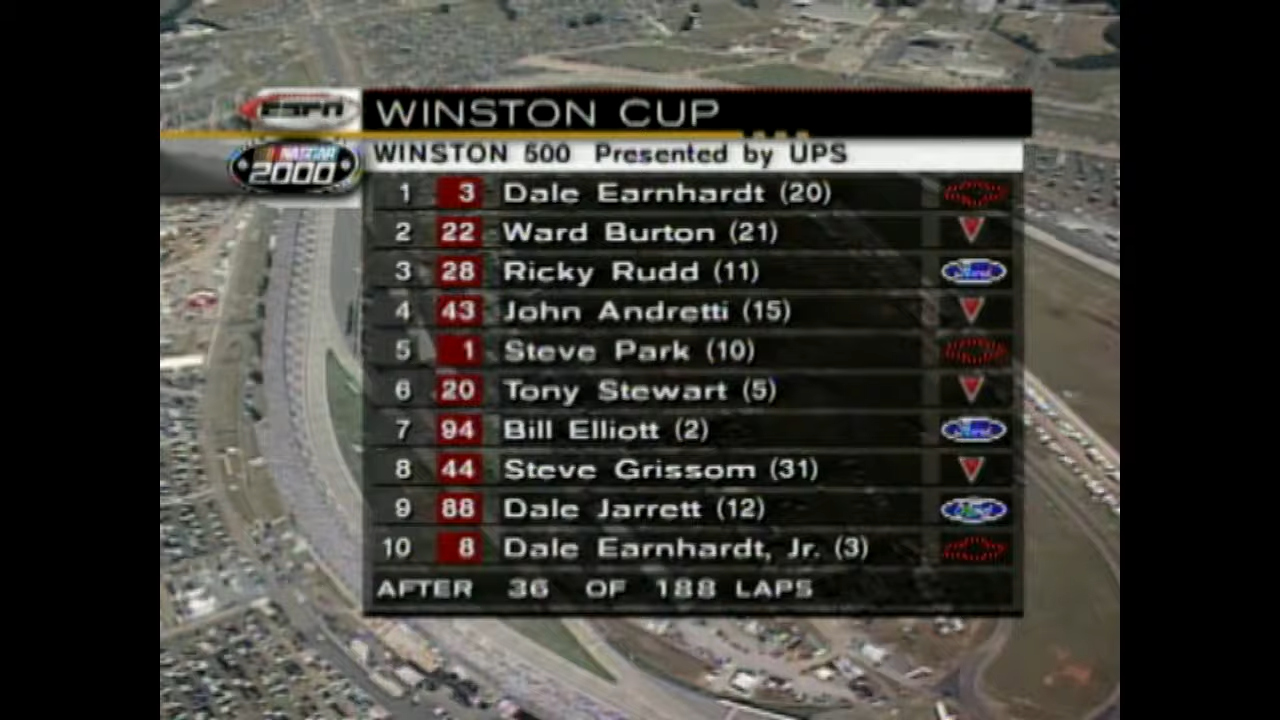 ESPN WINSTON CUP
NASCAR 2000 WINSTON 500 Presented by UPS
1 3 Dale Earnhardt (20)
2 22 Ward Burton (21)
3 28 Ricky Rudd (11) Ford
4 43 John Andretti (15)
5 1 Steve Park (10)
6 20 Tony Stewart (5)
7 94 Bill Elliott (2) Ford
8 44 Steve Grissom (31)
9 88 Dale Jarrett (12) Ford
10 8 Dale Earnhardt, Jr. (3)
AFTER 36 OF 188 LAPS